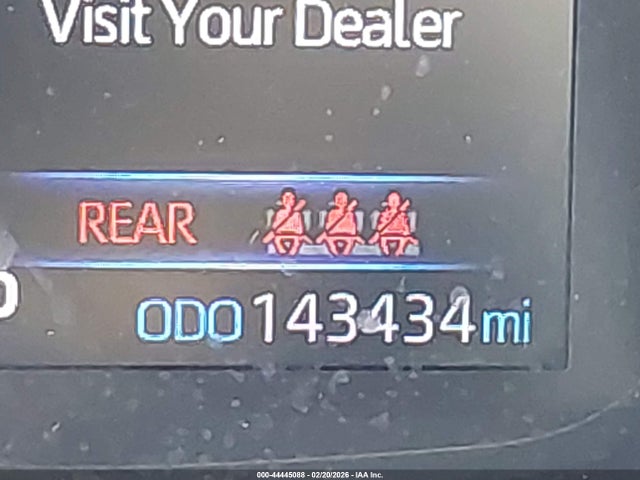 Visit Your Dealer
REAR
ODO 143434 mi
000-44445088 - 02/20/2026 - IAA Inc.